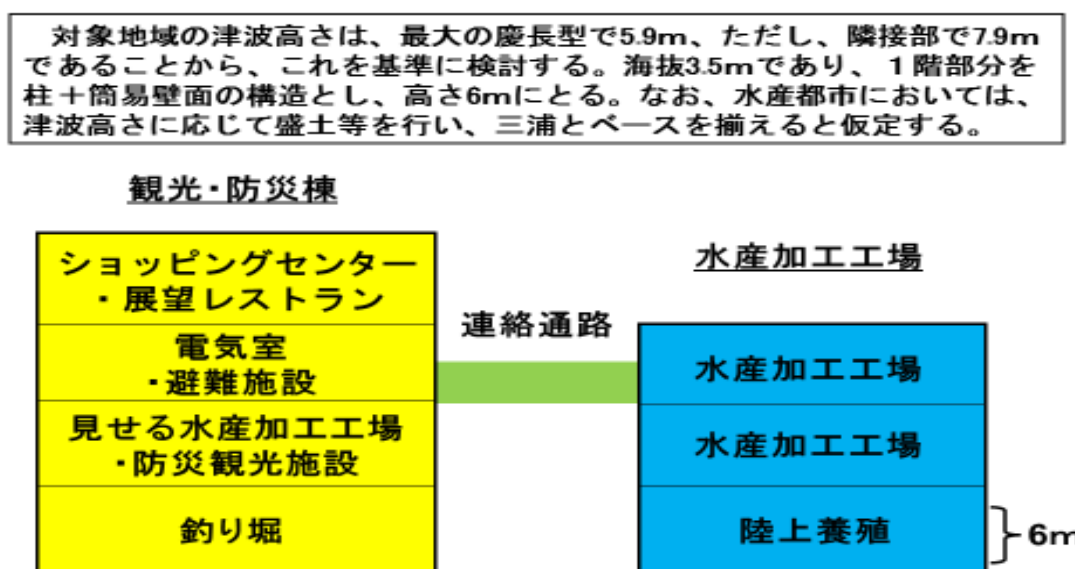 対象地域の津波高さは、最大の慶長型で5.9m、ただし、隣接部で7.9m
であることから、これを基準に検討する。海抜3.5mであり、１階部分を
柱＋簡易壁面の構造とし、高さ6mにとる。なお、水産都市においては、
津波高さに応じて盛土等を行い、三浦とベースを揃えると仮定する。
観光・防災棟
水産加工工場
ショッピングセンター
・展望レストラン
連絡通路
電気室
・避難施設
水産加工工場
見せる水産加工工場
・防災観光施設
水産加工工場
釣り堀
陸上養殖
6m